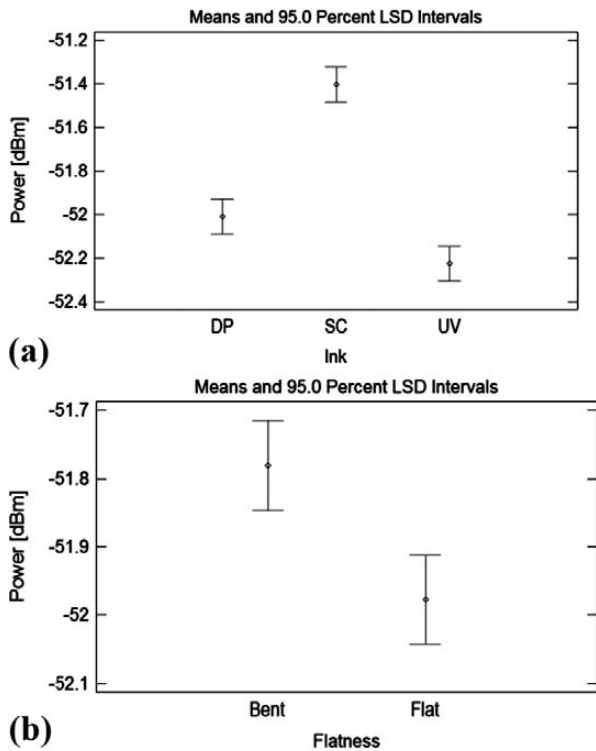 Means and 95.0 Percent LSD Intervals
-51.2
-51.4
-51.6
-51.8
-52
-52.2
-52.4
Power [dBm]
DP SC UV
Ink
(a)
Means and 95.0 Percent LSD Intervals
-51.7
-51.8
-51.9
-52
-52.1
Power [dBm]
Bent Flat
Flatness
(b)